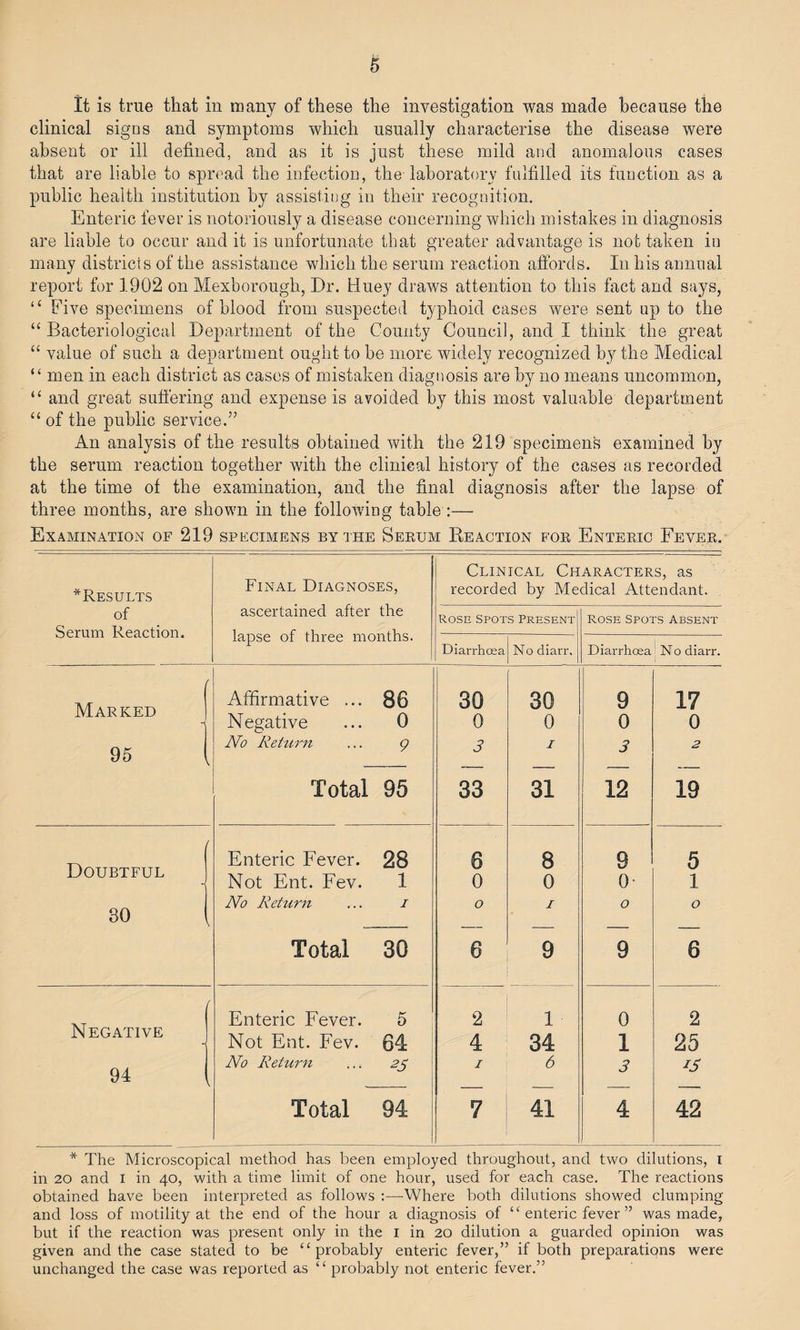 5
It is true that in many of these the investigation was made because the
clinical signs and symptoms which usually characterise the disease were
absent or ill defined, and as it is just these mild and anomalous cases
that are liable to spread the infection, the laboratory fulfilled its function as a
public health institution by assisting in their recognition.
Enteric fever is notoriously a disease concerning which mistakes in diagnosis
are liable to occur and it is unfortunate that greater advantage is not taken in
many districts of the assistance which the serum reaction affords. In his annual
report for 1902 on Mexborough, Dr. Huey draws attention to this fact and says,
“ Five specimens of blood from suspected typhoid cases were sent up to the
“ Bacteriological Department of the County Council, and I think the great
“ value of such a department ought to be more widely recognized by the Medical
“ men in each district as cases of mistaken diagnosis are by no means uncommon,
“ and great suffering and expense is avoided by this most valuable department
“ of the public service.”
An analysis of the results obtained with the 219 specimens examined by
the serum reaction together with the clinical history of the cases as recorded
at the time of the examination, and the final diagnosis after the lapse of
three months, are shown in the following table :—
Examination of 219 specimens by the Serum Reaction for Enteric Fever.
*Results of Serum Reaction. | Final Diagnoses, ascertained after the lapse of three months. | Clinical Characters, as recorded by Medical Attendant.
Rose Spots Present | Rose Spots Absent
Diarrhœa | No diarr. | Diarrhœa | No diarr.
Marked 95
Affirmative ... 86 | 30 | 30 | 9 | 17
Negative ... 0 | 0 | 0 | 0 | 0
No Return ... 9 | 3 | 1 | 3 | 2
Total 95 | 33 | 31 | 12 | 19
Doubtful 30
Enteric Fever. 28 | 6 | 8 | 9 | 5
Not Ent. Fev. 1 | 0 | 0 | 0 | 1
No Return ... 1 | 0 | 1 | 0 | 0
Total 30 | 6 | 9 | 9 | 6
Negative 94
Enteric Fever. 5 | 2 | 1 | 0 | 2
Not Ent. Fev. 64 | 4 | 34 | 1 | 25
No Return ... 25 | 1 | 6 | 3 | 15
Total 94 | 7 | 41 | 4 | 42
* The Microscopical method has been employed throughout, and two dilutions, 1
in 20 and 1 in 40, with a time limit of one hour, used for each case. The reactions
obtained have been interpreted as follows :—Where both dilutions showed clumping
and loss of motility at the end of the hour a diagnosis of “ enteric fever ” was made,
but if the reaction was present only in the 1 in 20 dilution a guarded opinion was
given and the case stated to be “ probably enteric fever,” if both preparations were
unchanged the case was reported as “ probably not enteric fever.”